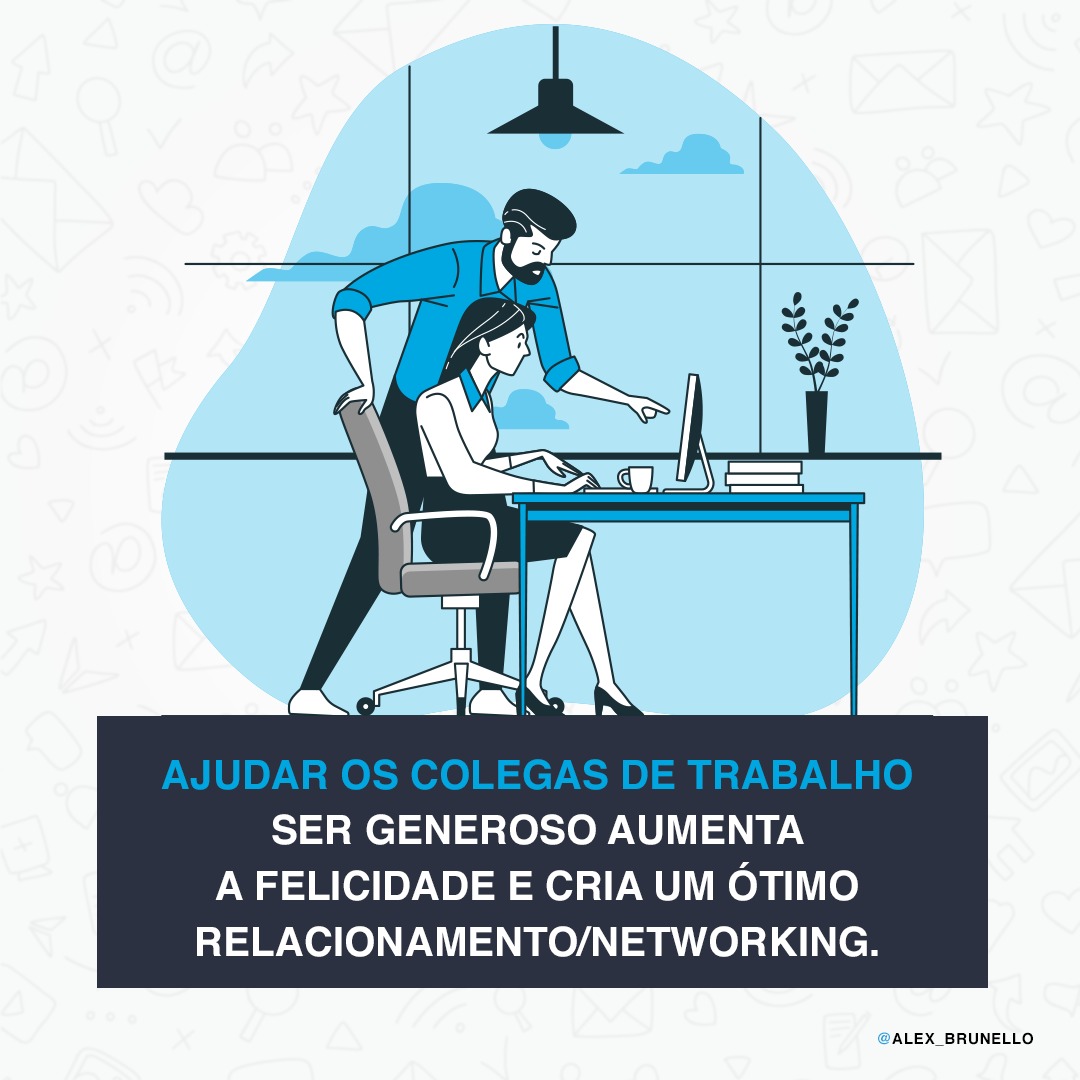 AJUDAR OS COLEGAS DE TRABALHO
SER GENEROSO AUMENTA
A FELICIDADE E CRIA UM ÓTIMO
RELACIONAMENTO/NETWORKING.
@ALEX_BRUNELLO